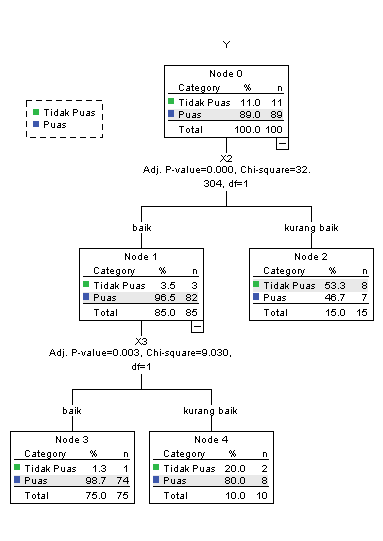 Y
Node 0
Category % n
Tidak Puas 11.0 11
Puas 89.0 89
Total 100.0 100
Tidak Puas
Puas
X2
Adj. P-value=0.000, Chi-square=32.
304, df=1
baik
kurang baik
Node 1
Category % n
Tidak Puas 3.5 3
Puas 96.5 82
Total 85.0 85
Node 2
Category % n
Tidak Puas 53.3 8
Puas 46.7 7
Total 15.0 15
X3
Adj. P-value=0.003, Chi-square=9.030,
df=1
baik
kurang baik
Node 3
Category % n
Tidak Puas 1.3 1
Puas 98.7 74
Total 75.0 75
Node 4
Category % n
Tidak Puas 20.0 2
Puas 80.0 8
Total 10.0 10